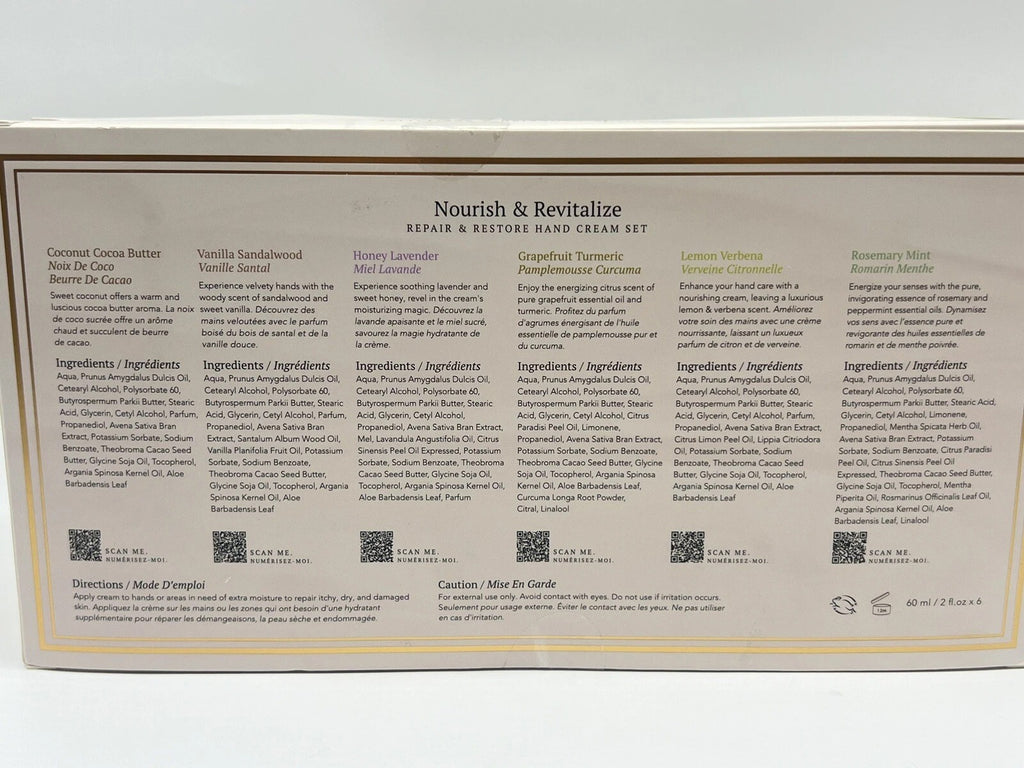 Nourish & Revitalize
REPAIR & RESTORE HAND CREAM SET
Coconut Cocoa Butter
Noix De Coco
Beurre De Cacao
Sweet coconut offers a warm and
luscious cocoa butter aroma. La noix
de coco sucrée offre un arôme
chaud et succulent de beurre
de cacao.
Ingredients / Ingrédients
Aqua, Prunus Amygdalus Dulcis Oil,
Cetearyl Alcohol, Polysorbate 60,
Butyrospermum Parkii Butter, Stearic
Acid, Glycerin, Cetyl Alcohol, Parfum,
Propanediol, Avena Sativa Bran
Extract, Potassium Sorbate, Sodium
Benzoate, Theobroma Cacao Seed
Butter, Glycine Soja Oil, Tocopherol,
Argania Spinosa Kernel Oil, Aloe
Barbadensis Leaf
SCAN ME.
NUMÉRISEZ-MOI.
Vanilla Sandalwood
Vanille Santal
Experience velvety hands with the
woody scent of sandalwood and
sweet vanilla. Découvrez des
mains veloutées avec le parfum
boisé du bois de santal et de la
vanille douce.
Ingredients / Ingrédients
Aqua, Prunus Amygdalus Dulcis Oil,
Cetearyl Alcohol, Polysorbate 60,
Butyrospermum Parkii Butter, Stearic
Acid, Glycerin, Cetyl Alcohol, Parfum,
Propanediol, Avena Sativa Bran
Extract, Santalum Album Wood Oil,
Vanilla Planifolia Fruit Oil, Potassium
Sorbate, Sodium Benzoate,
Theobroma Cacao Seed Butter,
Glycine Soja Oil, Tocopherol, Argania
Spinosa Kernel Oil, Aloe
Barbadensis Leaf
SCAN ME.
NUMÉRISEZ-MOI.
Honey Lavender
Miel Lavande
Experience soothing lavender and
sweet honey, revel in the cream's
moisturizing magic. Découvrez la
lavande apaisante et le miel sucré,
savourez la magie hydratante de
la crème.
Ingredients / Ingrédients
Aqua, Prunus Amygdalus Dulcis Oil,
Cetearyl Alcohol, Polysorbate 60,
Butyrospermum Parkii Butter, Stearic
Acid, Glycerin, Cetyl Alcohol,
Propanediol, Avena Sativa Bran Extract,
Mel, Lavandula Angustifolia Oil, Citrus
Sinensis Peel Oil Expressed, Potassium
Sorbate, Sodium Benzoate, Theobroma
Cacao Seed Butter, Glycine Soja Oil,
Tocopherol, Argania Spinosa Kernel Oil,
Aloe Barbadensis Leaf, Parfum
SCAN ME.
NUMÉRISEZ-MOI.
Grapefruit Turmeric
Pamplemousse Curcuma
Enjoy the energizing citrus scent of
pure grapefruit essential oil and
turmeric. Profitez du parfum
d'agrumes énergisant de l'huile
essentielle de pamplemousse pur et
du curcuma.
Ingredients / Ingrédients
Aqua, Prunus Amygdalus Dulcis Oil,
Cetearyl Alcohol, Polysorbate 60,
Butyrospermum Parkii Butter, Stearic
Acid, Glycerin, Cetyl Alcohol, Citrus
Paradisi Peel Oil, Limonene,
Propanediol, Avena Sativa Bran Extract,
Potassium Sorbate, Sodium Benzoate,
Theobroma Cacao Seed Butter, Glycine
Soja Oil, Tocopherol, Argania Spinosa
Kernel Oil, Aloe Barbadensis Leaf,
Curcuma Longa Root Powder,
Citral, Linalool
SCAN ME.
NUMÉRISEZ-MOI.
Lemon Verbena
Verveine Citronnelle
Enhance your hand care with a
nourishing cream, leaving a luxurious
lemon & verbena scent. Améliorez
votre soin des mains avec une crème
nourrissante, laissant un luxueux
parfum de citron et de verveine.
Ingredients / Ingrédients
Aqua, Prunus Amygdalus Dulcis Oil,
Cetearyl Alcohol, Polysorbate 60,
Butyrospermum Parkii Butter, Stearic
Acid, Glycerin, Cetyl Alcohol, Parfum,
Propanediol, Avena Sativa Bran Extract,
Citrus Limon Peel Oil, Lippia Citriodora
Oil, Potassium Sorbate, Sodium
Benzoate, Theobroma Cacao Seed
Butter, Glycine Soja Oil, Tocopherol,
Argania Spinosa Kernel Oil, Aloe
Barbadensis Leaf
SCAN ME.
NUMÉRISEZ-MOI.
Rosemary Mint
Romarin Menthe
Energize your senses with the pure,
invigorating essence of rosemary and
peppermint essential oils. Dynamisez
vos sens avec l'essence pure et
revigorante des huiles essentielles de
romarin et de menthe poivrée.
Ingredients / Ingrédients
Aqua, Prunus Amygdalus Dulcis Oil,
Cetearyl Alcohol, Polysorbate 60,
Butyrospermum Parkii Butter, Stearic Acid,
Glycerin, Cetyl Alcohol, Limonene,
Propanediol, Mentha Spicata Herb Oil,
Avena Sativa Bran Extract, Potassium
Sorbate, Sodium Benzoate, Citrus Paradisi
Peel Oil, Citrus Sinensis Peel Oil
Expressed, Theobroma Cacao Seed Butter,
Glycine Soja Oil, Tocopherol, Mentha
Piperita Oil, Rosmarinus Officinalis Leaf Oil,
Argania Spinosa Kernel Oil, Aloe
Barbadensis Leaf, Linalool
SCAN ME.
NUMÉRISEZ-MOI.
Directions / Mode D'emploi
Apply cream to hands or areas in need of extra moisture to repair itchy, dry, and damaged
skin. Appliquez la crème sur les mains ou les zones qui ont besoin d'une hydratant
supplémentaire pour réparer les démangeaisons, la peau sèche et endommagée.
Caution / Mise En Garde
For external use only. Avoid contact with eyes. Do not use if irritation occurs.
Seulement pour usage externe. Éviter le contact avec les yeux. Ne pas utiliser
en cas d'irritation.
12M
60 ml / 2 fl.oz x 6